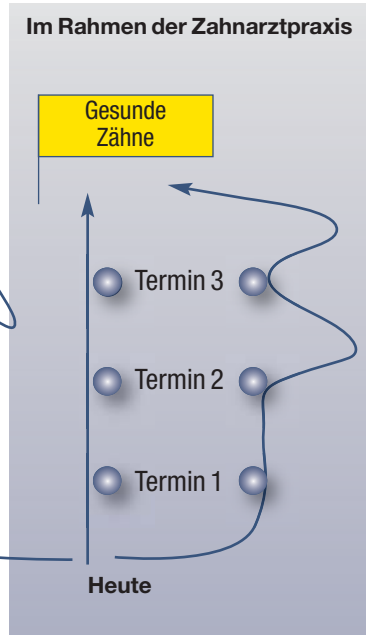 Im Rahmen der Zahnarztpraxis
Gesunde
Zähne
Termin 3
Termin 2
Termin 1
Heute